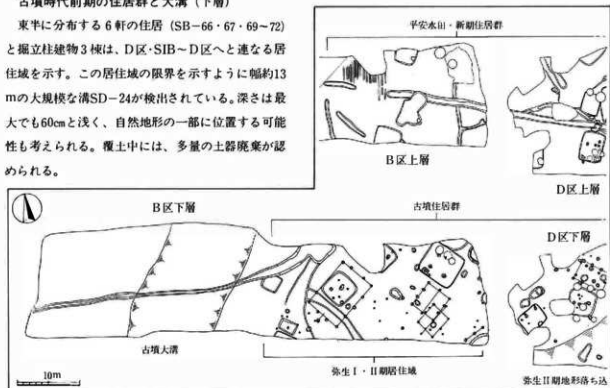 古墳時代前期の住居群と大溝(下層)
東半に分布する6軒の住居(SB-66・67・69~72)
と掘立柱建物3棟は、D区・SIB~D区へと連なる居
住域を示す。この居住域の限界を示すように幅約13
mの大規模な溝SD-24が検出されている。深さは最
大でも60cmと浅く、自然地形の一部に位置する可能
性も考えられる。覆土中には、多量の土器廃棄が認
められる。
平安水田・新期住居群
B区上層
D区上層
B区下層
古墳住居群
D区下層
古墳大溝
弥生Ⅰ・Ⅱ期居住域
弥生Ⅱ期地形落ち込
10m